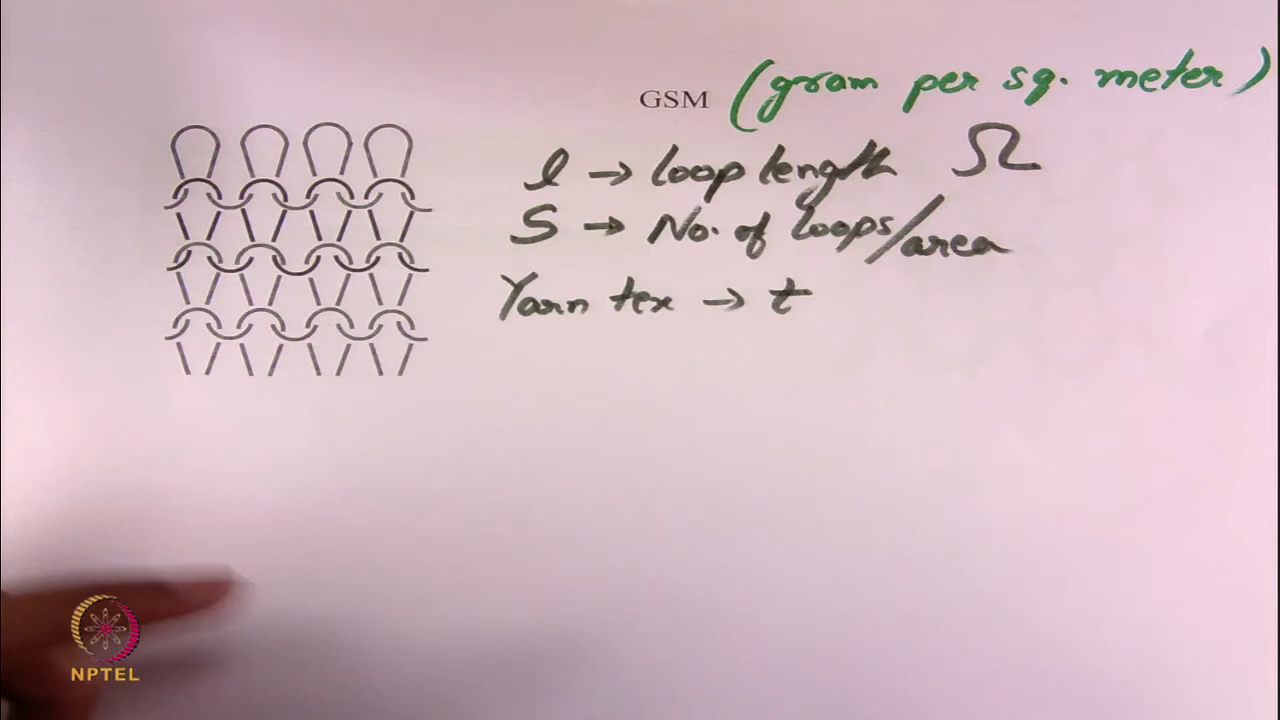 GSM (gram per sq. meter)
l → loop length
S → No. of loops/area
Yarn tex → t
NPTEL